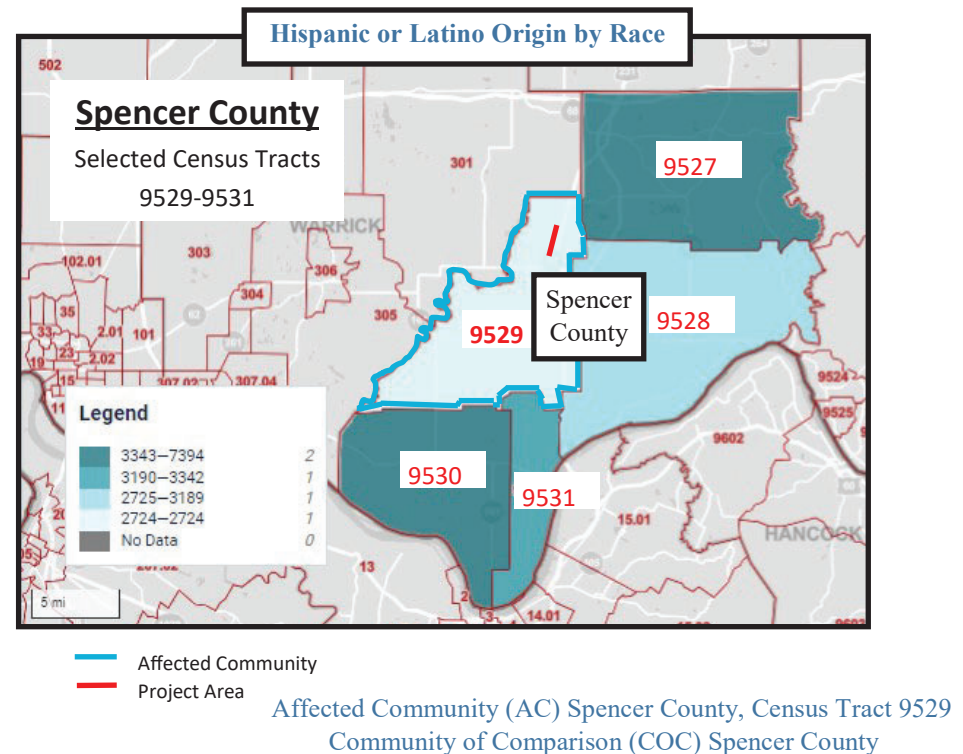 Hispanic or Latino Origin by Race
502
Spencer County
Selected Census Tracts
9529-9531
301
9527
WARRICK
303
102.01
306
304
305
35
33
2.01
101
62
23
2.02
19
15
307.02
307.04
11
9529
Spencer
County
9528
9524
9525
9602
Legend
3343–7394 2
3190–3342 1
2725–3189 1
2724–2724 1
No Data 0
9530
9531
15.01
HANCOCK
13
2
3
14.01
5 mi
Affected Community
Project Area
Affected Community (AC) Spencer County, Census Tract 9529
Community of Comparison (COC) Spencer County